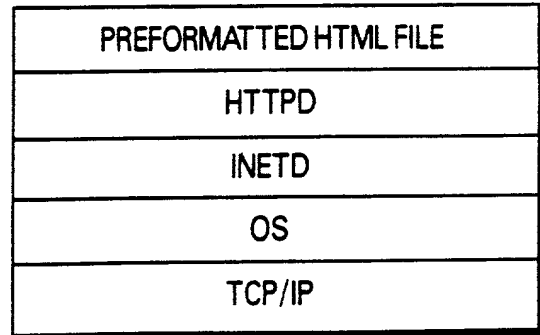 PREFORMATTED HTML FILE
HTTPD
INETD
OS
TCP/IP